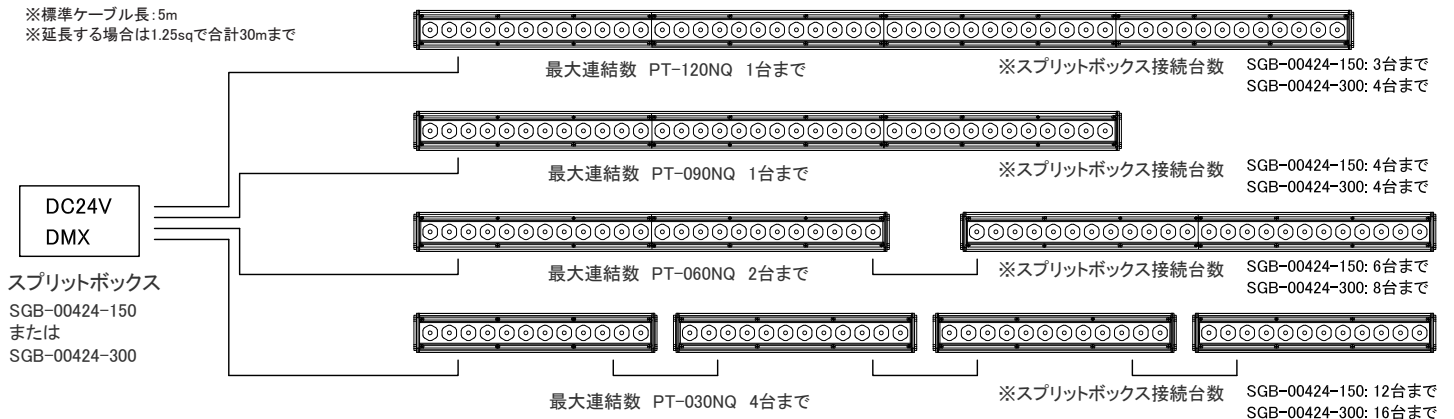 ※標準ケーブル長：5m
※延長する場合は1.25sqで合計30mまで
最大連結数 PT-120NQ 1台まで
※スプリットボックス接続台数 SGB-00424-150: 3台まで
SGB-00424-300: 4台まで
最大連結数 PT-090NQ 1台まで
※スプリットボックス接続台数 SGB-00424-150: 4台まで
SGB-00424-300: 4台まで
DC24V
DMX
スプリットボックス
SGB-00424-150
または
SGB-00424-300
最大連結数 PT-060NQ 2台まで
※スプリットボックス接続台数 SGB-00424-150: 6台まで
SGB-00424-300: 8台まで
最大連結数 PT-030NQ 4台まで
※スプリットボックス接続台数 SGB-00424-150: 12台まで
SGB-00424-300: 16台まで